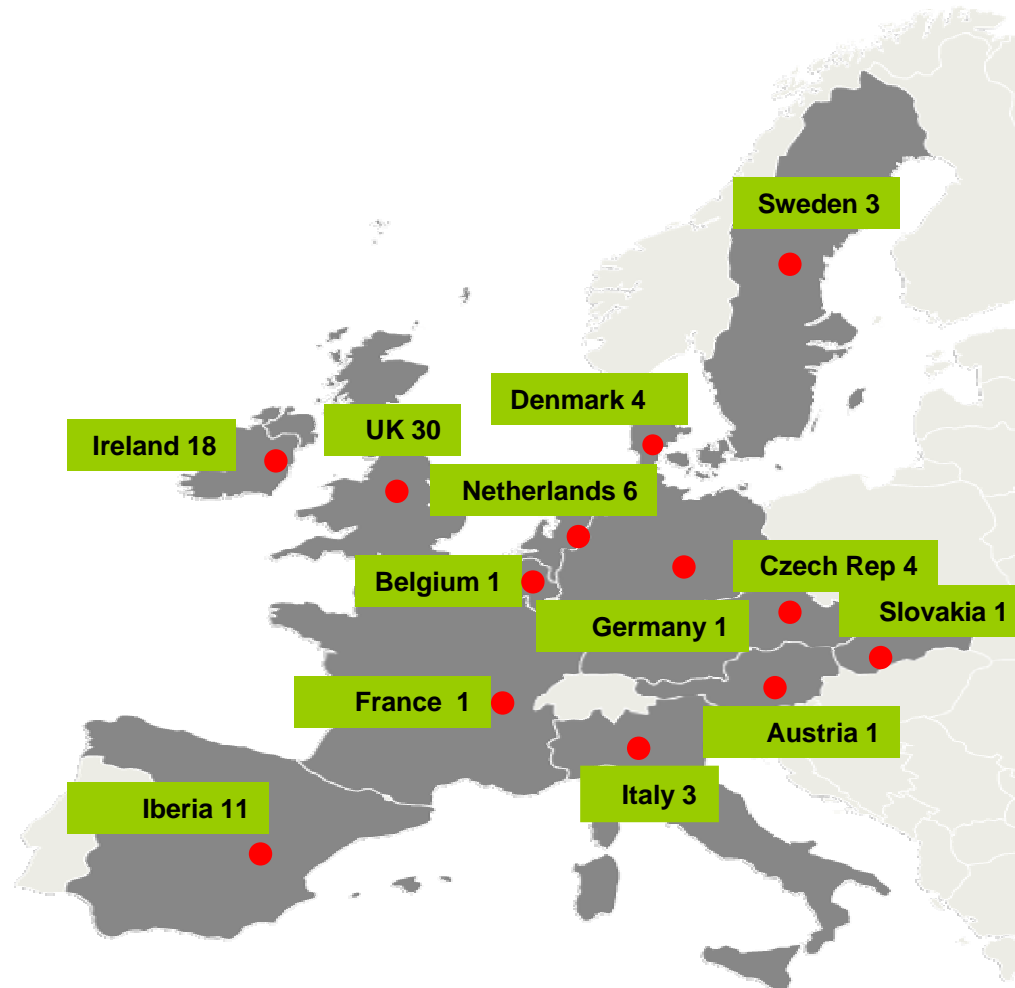 Sweden 3
Denmark 4
UK 30
Ireland 18
Netherlands 6
Czech Rep 4
Belgium 1
Slovakia 1
Germany 1
France  1
Austria 1
Italy 3
Iberia 11